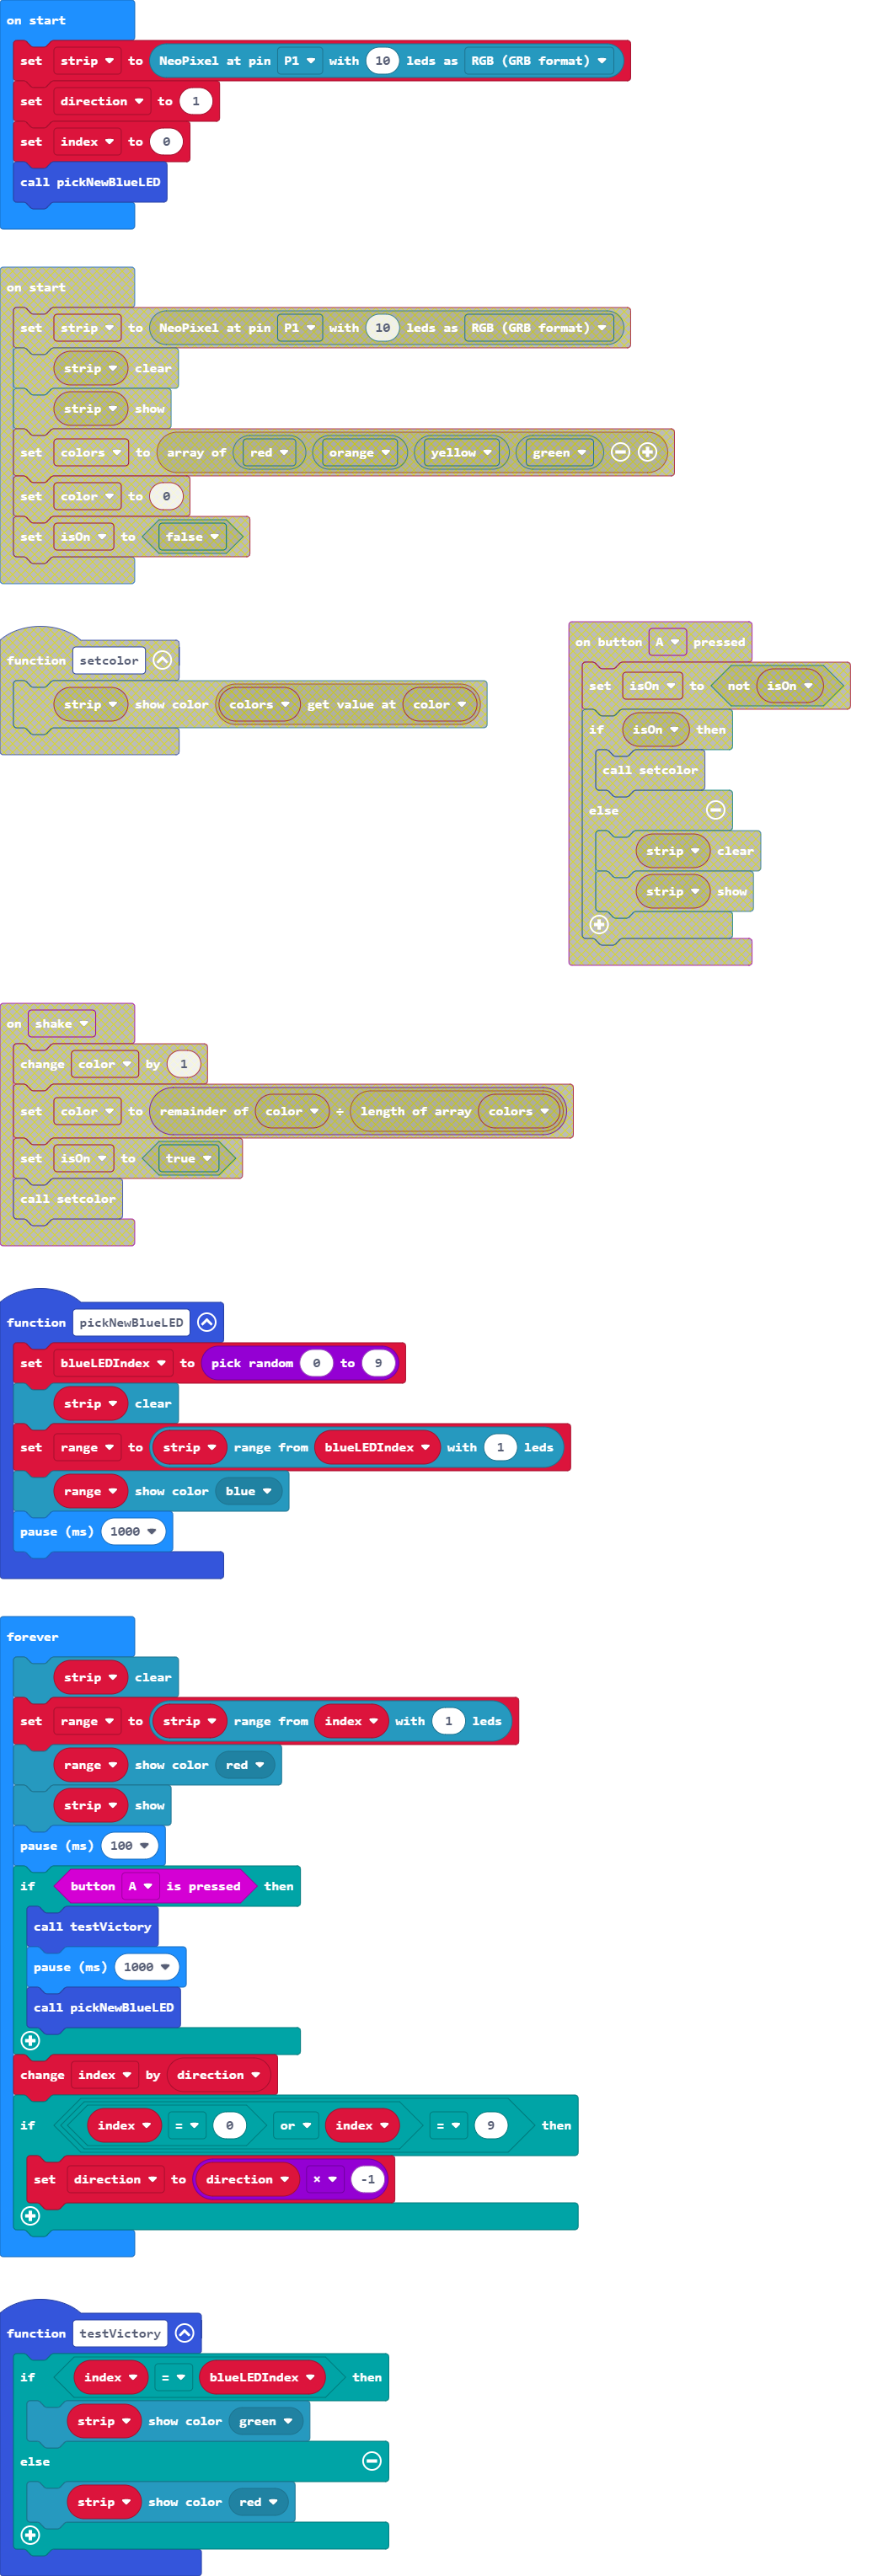 on start
set strip to NeoPixel at pin P1 with 10 leds as RGB (GRB format)
set direction to 1
set index to 0
call pickNewBlueLED
on start
set strip to NeoPixel at pin P1 with 10 leds as RGB (GRB format)
strip clear
strip show
set colors to array of red orange yellow green
set color to 0
set isOn to false
function setcolor
strip show color colors get value at color
on button A pressed
set isOn to not isOn
if isOn then
call setcolor
else
strip clear
strip show
on shake
change color by 1
set color to remainder of color ÷ length of array colors
set isOn to true
call setcolor
function pickNewBlueLED
set blueLEDIndex to pick random 0 to 9
strip clear
set range to strip range from blueLEDIndex with 1 leds
range show color blue
pause (ms) 1000
forever
strip clear
set range to strip range from index with 1 leds
range show color red
strip show
pause (ms) 100
if button A is pressed then
call testVictory
pause (ms) 1000
call pickNewBlueLED
change index by direction
if index = 0 or index = 9 then
set direction to direction × -1
function testVictory
if index = blueLEDIndex then
strip show color green
else
strip show color red